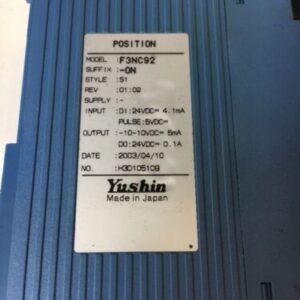 POSITION
MODEL :F3NC92
SUFFIX :-0N
STYLE :S1
REV :01:02
SUPPLY :-
INPUT :DI:24VDC= 4.1mA
PULSE:5VDC=
OUTPUT :-10-10VDC= 5mA
DO:24VDC= 0.1A
DATE :2003/04/10
NO. :H3D105109
Yushin
Made in Japan